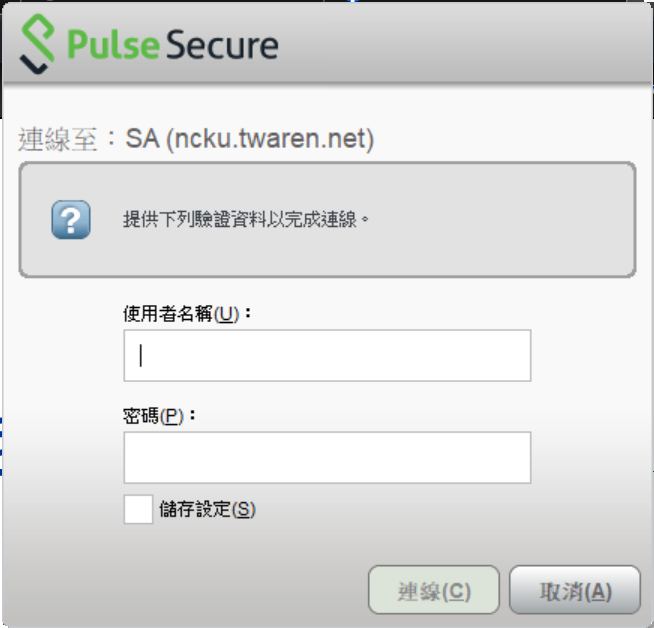 Pulse Secure
連線至：SA (ncku.twaren.net)
提供下列驗證資料以完成連線。
使用者名稱(U)：
密碼(P)：
儲存設定(S)
連線(C)
取消(A)